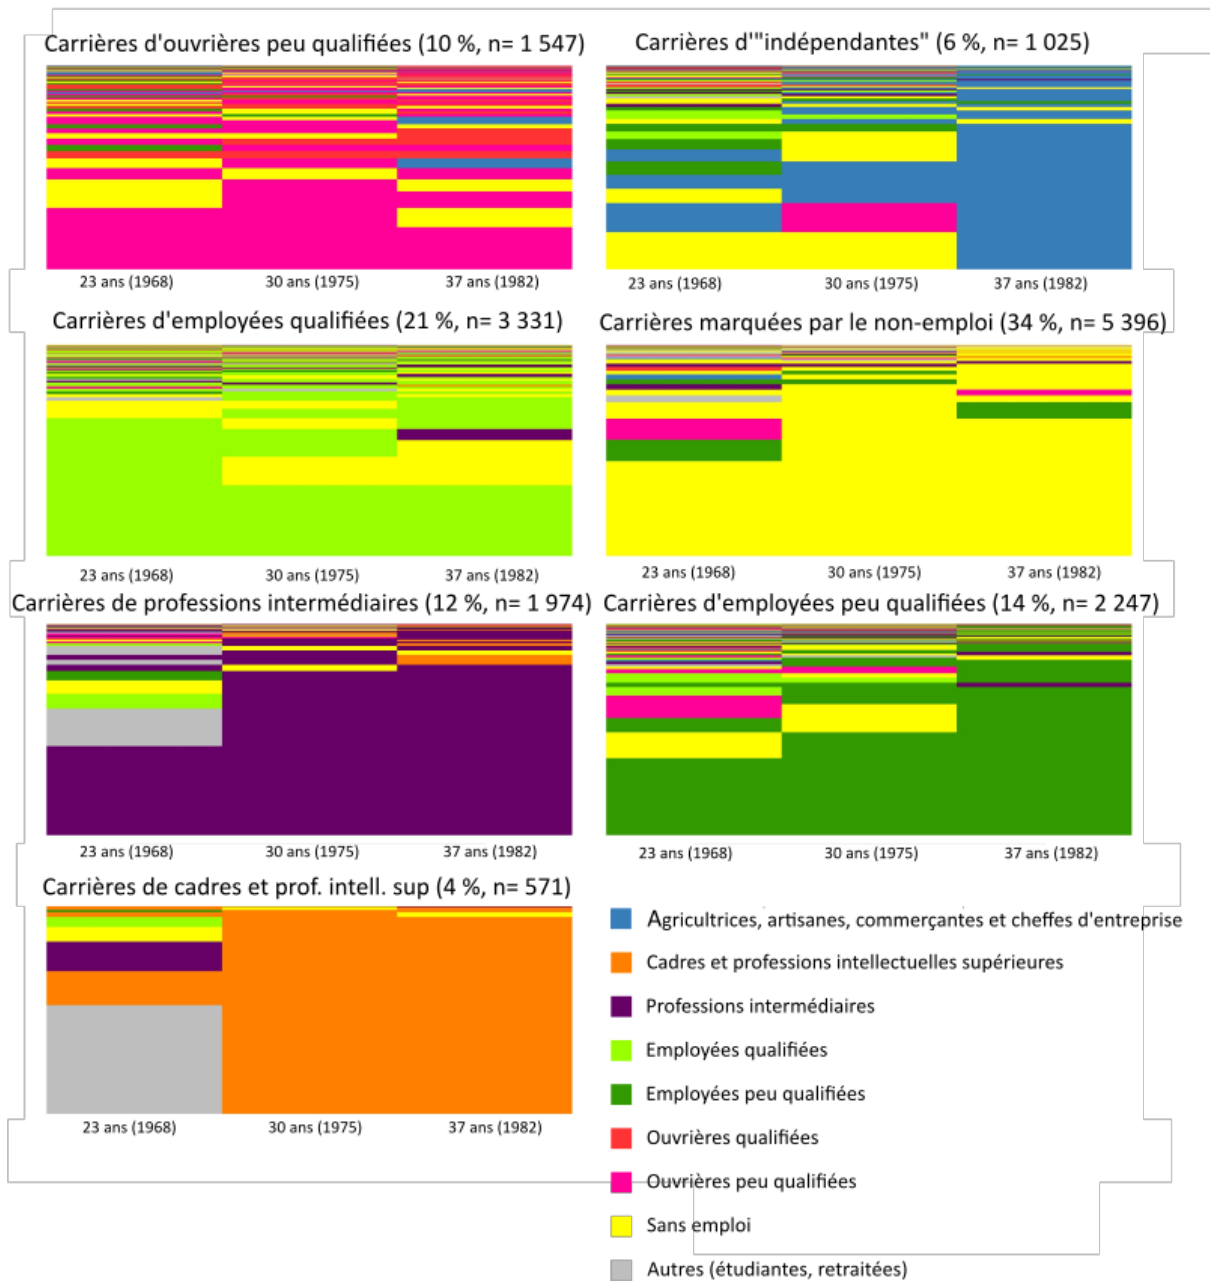 Carrières d'ouvrières peu qualifiées (10 %, n= 1 547)
23 ans (1968)
30 ans (1975)
37 ans (1982)
Carrières d'"indépendantes" (6 %, n= 1 025)
23 ans (1968)
30 ans (1975)
37 ans (1982)
Carrières d'employées qualifiées (21 %, n= 3 331)
23 ans (1968)
30 ans (1975)
37 ans (1982)
Carrières marquées par le non-emploi (34 %, n= 5 396)
23 ans (1968)
30 ans (1975)
37 ans (1982)
Carrières de professions intermédiaires (12 %, n= 1 974)
23 ans (1968)
30 ans (1975)
37 ans (1982)
Carrières d'employées peu qualifiées (14 %, n= 2 247)
23 ans (1968)
30 ans (1975)
37 ans (1982)
Carrières de cadres et prof. intell. sup (4 %, n= 571)
23 ans (1968)
30 ans (1975)
37 ans (1982)
Agricultrices, artisanes, commerçantes et cheffes d'entreprise
Cadres et professions intellectuelles supérieures
Professions intermédiaires
Employées qualifiées
Employées peu qualifiées
Ouvrières qualifiées
Ouvrières peu qualifiées
Sans emploi
Autres (étudiantes, retraitées)